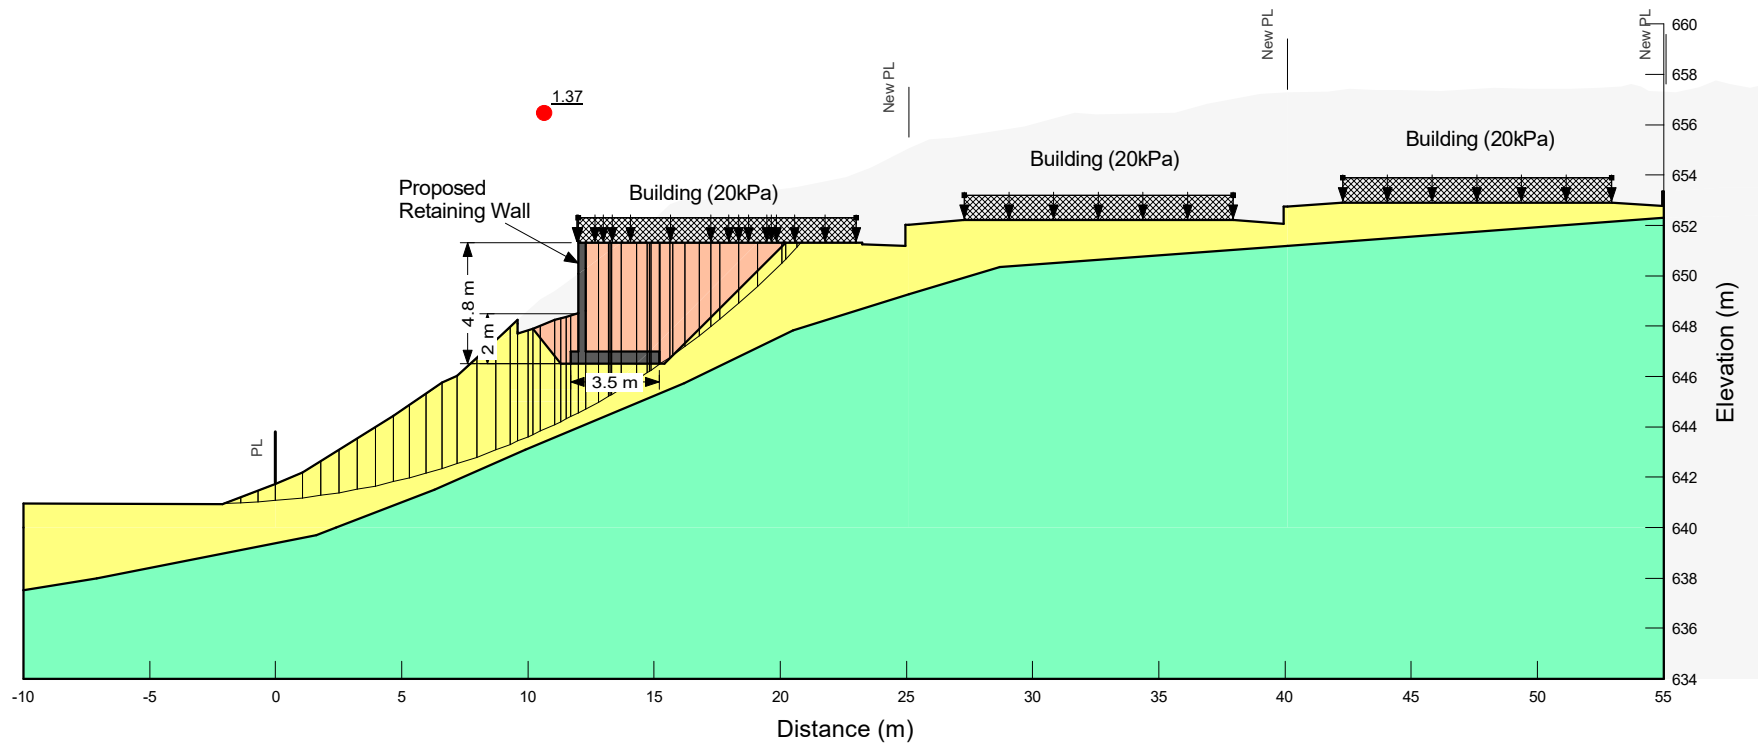 New PL
New PL
New PL
660
658
656
654
652
650
648
646
644
642
640
638
636
634
Elevation (m)
1.37
Building (20kPa)
Building (20kPa)
Building (20kPa)
Proposed
Retaining Wall
4.8 m
2 m
3.5 m
PL
-10
-5
0
5
10
15
20
25
30
35
40
45
50
55
Distance (m)